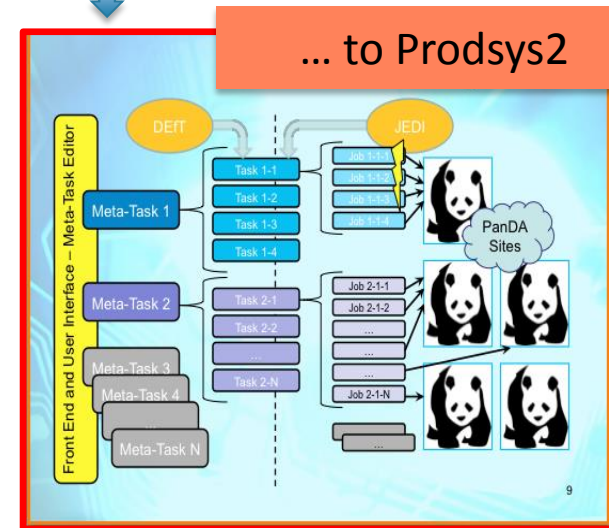 ... to Prodsys2
DEfT
JEDI
Front End and User Interface – Meta-Task Editor
Meta-Task 1
Task 1-1
Task 1-2
Task 1-3
Task 1-4
Job 1-1-1
Job 1-1-2
Job 1-1-3
Job 1-1-4
PanDA
Sites
Meta-Task 2
Task 2-1
Task 2-2
...
Task 2-N
Job 2-1-1
Job 2-1-2
...
...
...
Job 2-1-N
Meta-Task 3
Meta-Task 4
...
Meta-Task N
...
9